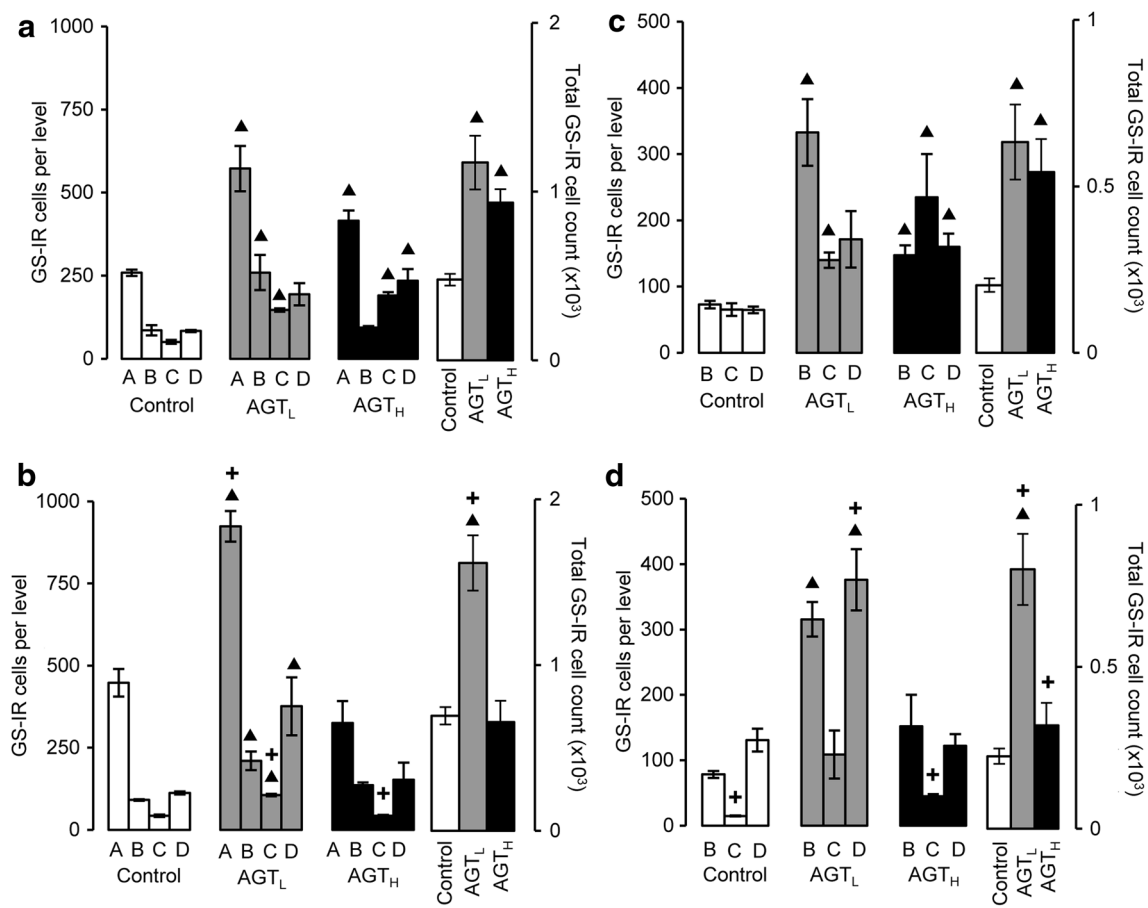 a
GS-IR cells per level
1000
750
500
250
0
A B C D
Control
A B C D
AGTL
A B C D
AGTH
Control
AGTL
AGTH
2
1
0
Total GS-IR cell count (x10³)
c
GS-IR cells per level
500
400
300
200
100
0
B C D
Control
B C D
AGTL
B C D
AGTH
Control
AGTL
AGTH
1
0.5
0
Total GS-IR cell count (x10³)
b
GS-IR cells per level
1000
750
500
250
0
A B C D
Control
A B C D
AGTL
A B C D
AGTH
Control
AGTL
AGTH
2
1
0
Total GS-IR cell count (x10³)
d
GS-IR cells per level
500
400
300
200
100
0
B C D
Control
B C D
AGTL
B C D
AGTH
Control
AGTL
AGTH
1
0.5
0
Total GS-IR cell count (x10³)